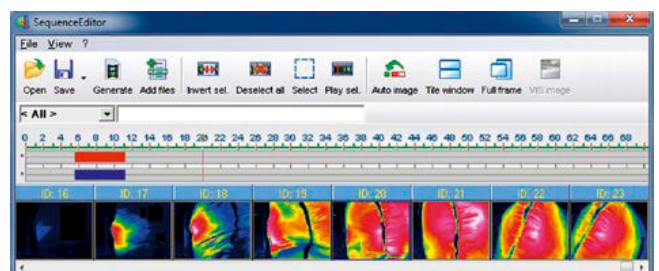 SequenceEditor
File View ?
Open Save Generate Add files Invert sel. Deselect all Select Play sel. Auto image Tile window Full frame VIS image
< All >
0 2 4 6 8 10 12 14 16 18 20 22 24 26 28 30 32 34 36 38 40 42 44 46 48 50 52 54 56 58 60 62 64 66 68
ID: 16 ID: 17 ID: 18 ID: 19 ID: 20 ID: 21 ID: 22 ID: 23